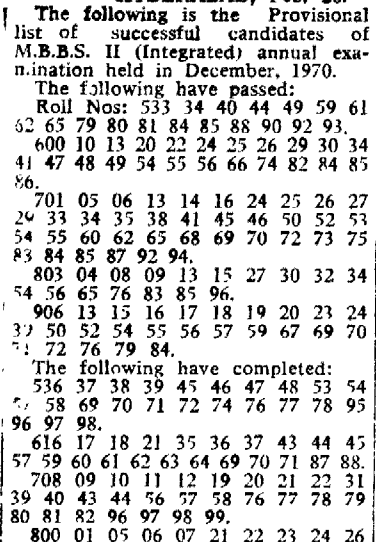 The following is the Provisional
list of successful candidates of
M.B.B.S. II (Integrated) annual exa-
mination held in December, 1970.
The following have passed:
Roll Nos: 533 34 40 44 49 59 61
62 65 79 80 81 84 85 88 90 92 93.
600 10 13 20 22 24 25 26 29 30 34
41 47 48 49 54 55 56 66 74 82 84 85
86.
701 05 06 13 14 16 24 25 26 27
29 33 34 35 38 41 45 46 50 52 53
54 55 60 62 65 68 69 70 72 73 75
83 84 85 87 92 94.
803 04 08 09 13 15 27 30 32 34
54 56 65 76 83 85 96.
906 13 15 16 17 18 19 20 23 24
50 52 54 55 56 57 59 67 69 70
71 72 76 79 84.
The following have completed:
536 37 38 39 45 46 47 48 53 54
58 69 70 71 72 74 76 77 78 95
96 97 98.
616 17 18 21 35 36 37 43 44 45
57 59 60 61 62 63 64 69 70 71 87 88.
708 09 10 11 12 19 20 21 22 31
39 40 43 44 56 57 58 76 77 78 79
80 81 82 96 97 98 99.
800 01 05 06 07 21 22 23 24 26